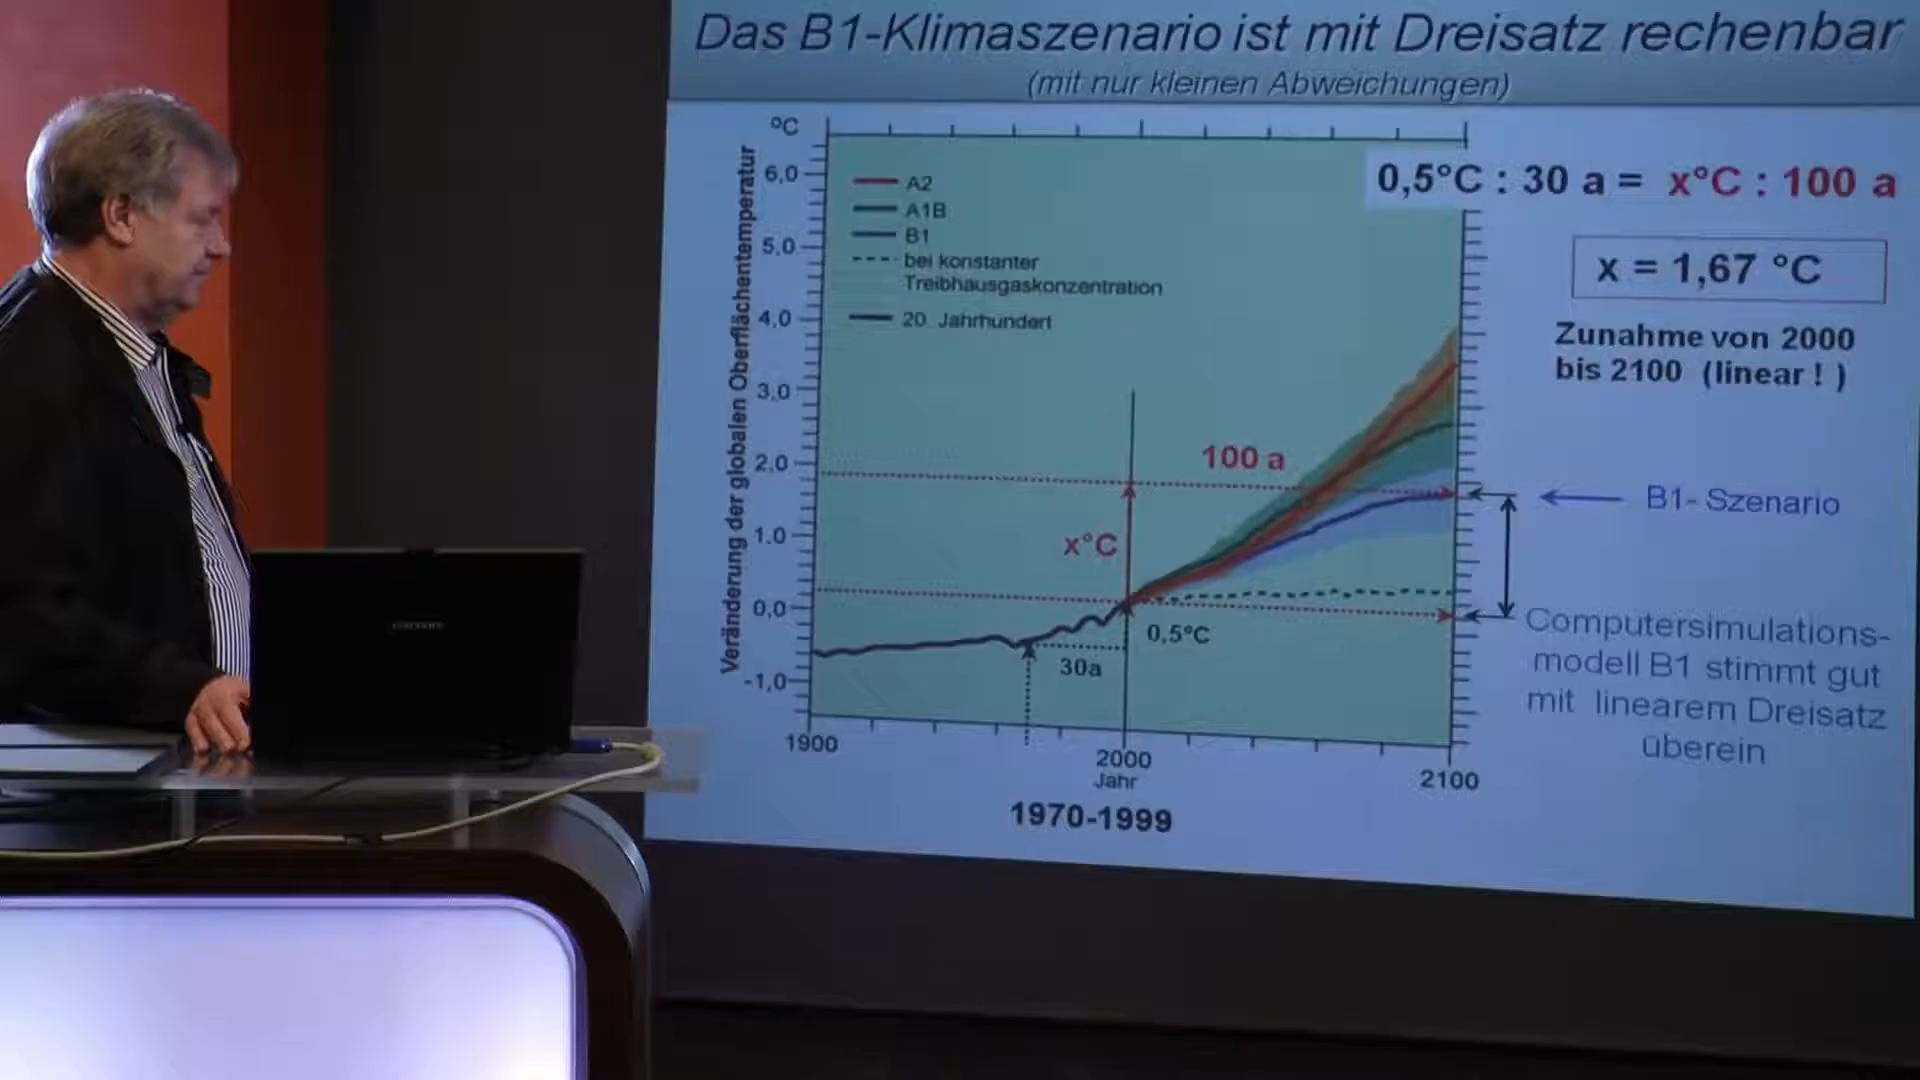 Das B1-Klimaszenario ist mit Dreisatz rechenbar
(mit nur kleinen Abweichungen)
°C
Veränderung der globalen Oberflächentemperatur
6,0
5,0
4,0
3,0
2,0
1.0
0,0
-1,0
A2
A1B
B1
bei konstanter
Treibhausgaskonzentration
20. Jahrhundert
0,5°C : 30 a = x°C : 100 a
x = 1,67 °C
Zunahme von 2000
bis 2100 (linear ! )
100 a
x°C
0,5°C
30a
B1- Szenario
Computersimulations-
modell B1 stimmt gut
mit linearem Dreisatz
überein
1900
2000
2100
Jahr
1970-1999
SAMSUNG